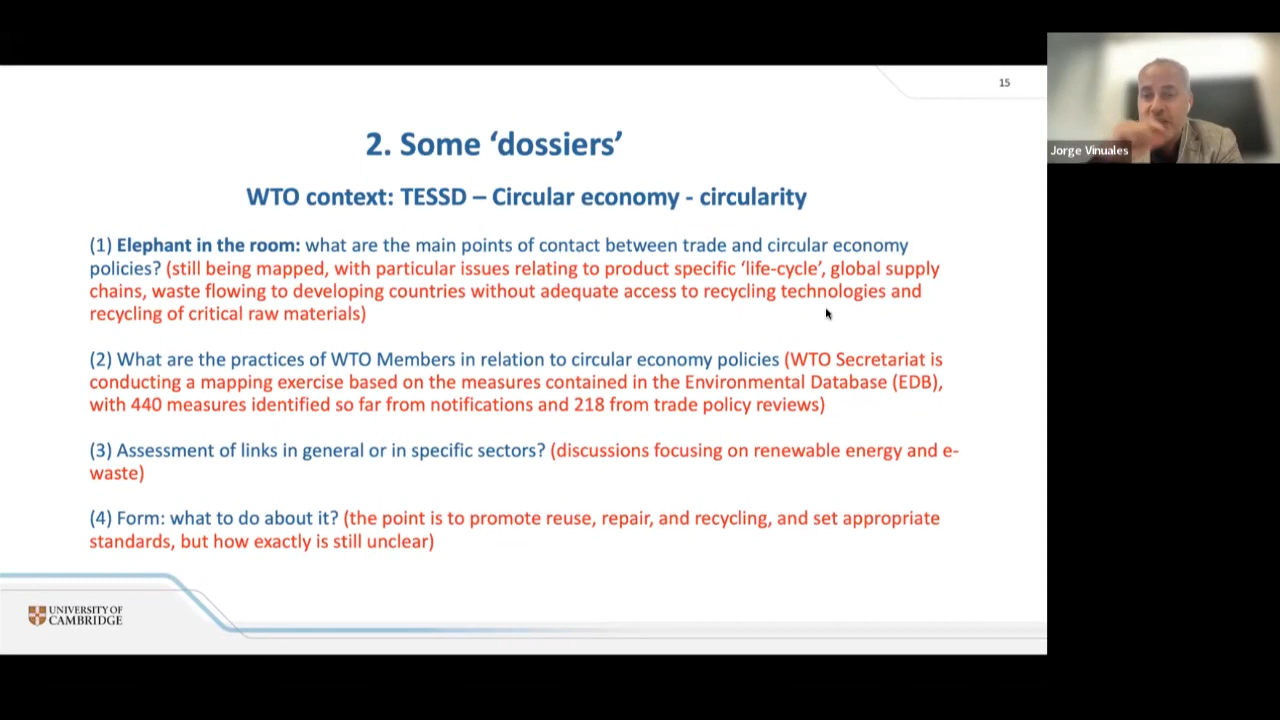 15
Jorge Vinuales
2. Some ‘dossiers’
WTO context: TESSD – Circular economy - circularity
(1) Elephant in the room: what are the main points of contact between trade and circular economy
policies? (still being mapped, with particular issues relating to product specific ‘life-cycle’, global supply
chains, waste flowing to developing countries without adequate access to recycling technologies and
recycling of critical raw materials)
(2) What are the practices of WTO Members in relation to circular economy policies (WTO Secretariat is
conducting a mapping exercise based on the measures contained in the Environmental Database (EDB),
with 440 measures identified so far from notifications and 218 from trade policy reviews)
(3) Assessment of links in general or in specific sectors? (discussions focusing on renewable energy and e-
waste)
(4) Form: what to do about it? (the point is to promote reuse, repair, and recycling, and set appropriate
standards, but how exactly is still unclear)
UNIVERSITY OF
CAMBRIDGE